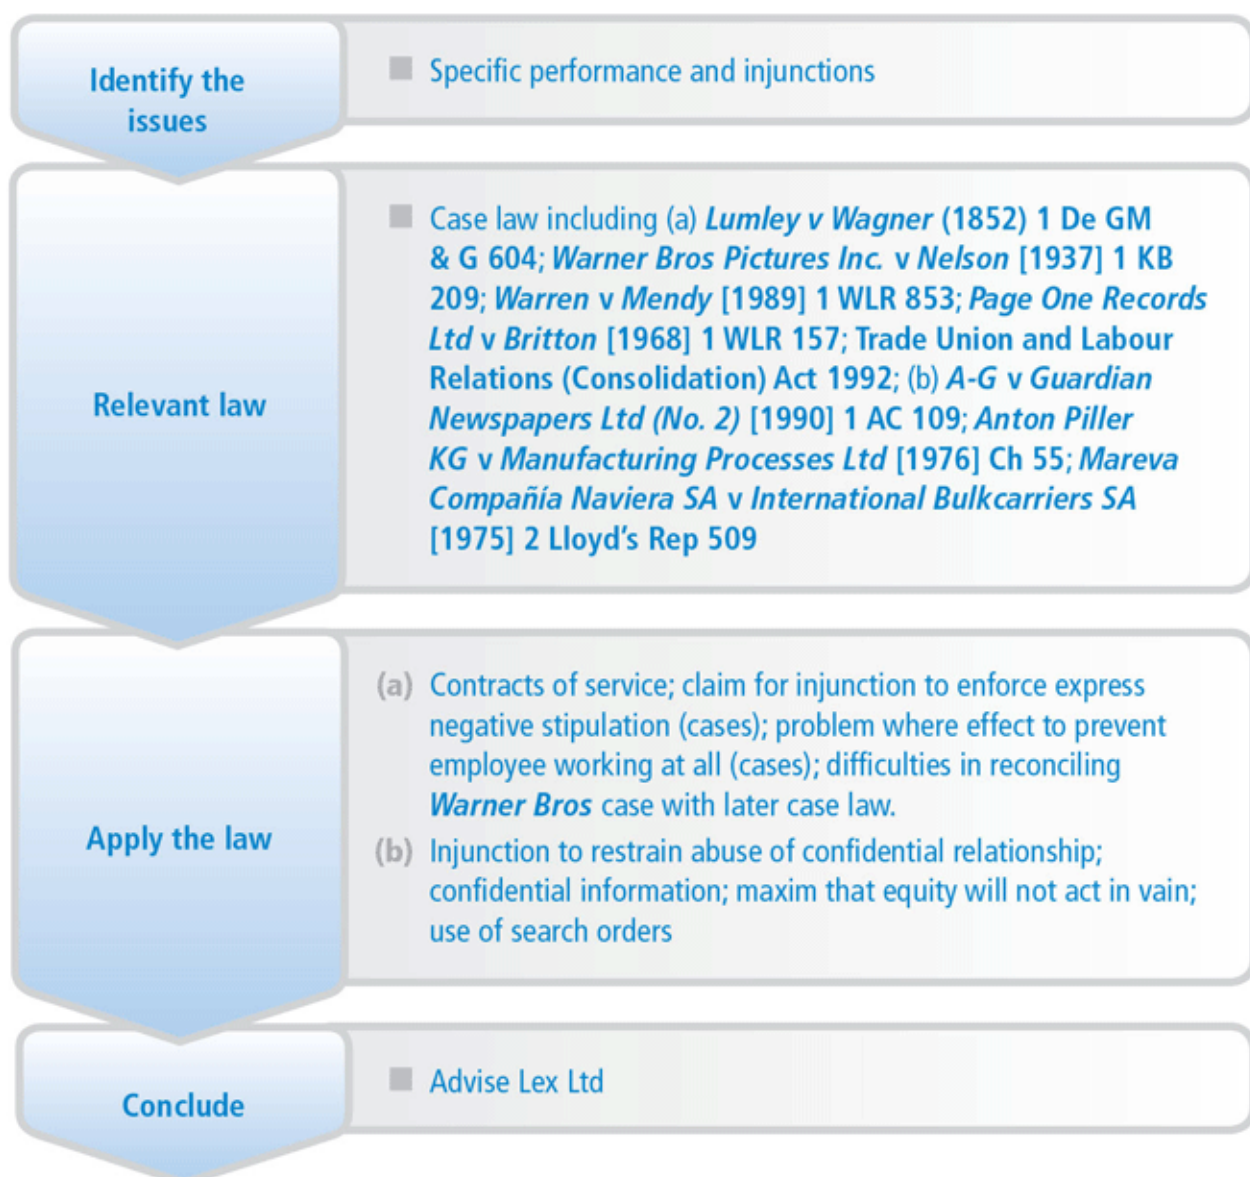 Identify the
issues
■ Specific performance and injunctions
Relevant law
■ Case law including (a) Lumley v Wagner (1852) 1 De GM
& G 604; Warner Bros Pictures Inc. v Nelson [1937] 1 KB
209; Warren v Mendy [1989] 1 WLR 853; Page One Records
Ltd v Britton [1968] 1 WLR 157; Trade Union and Labour
Relations (Consolidation) Act 1992; (b) A-G v Guardian
Newspapers Ltd (No. 2) [1990] 1 AC 109; Anton Piller
KG v Manufacturing Processes Ltd [1976] Ch 55; Mareva
Compañía Naviera SA v International Bulkcarriers SA
[1975] 2 Lloyd's Rep 509
Apply the law
(a) Contracts of service; claim for injunction to enforce express
negative stipulation (cases); problem where effect to prevent
employee working at all (cases); difficulties in reconciling
Warner Bros case with later case law.
(b) Injunction to restrain abuse of confidential relationship;
confidential information; maxim that equity will not act in vain;
use of search orders
Conclude
■ Advise Lex Ltd